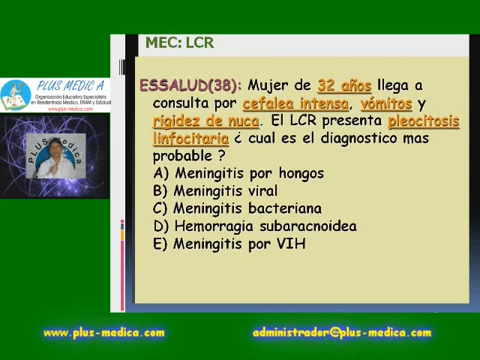 MEC: LCR
PLUS MEDIC A
Organización Educativa Especialista
en Residentado Medico, ENAM y EsSalud
www.plus-medica.com
PLUS medica
ESSALUD(38): Mujer de 32 años llega a
consulta por cefalea intensa, vómitos y
rigidez de nuca. El LCR presenta pleocitosis
linfocitaria ¿ cual es el diagnostico mas
probable ?
A) Meningitis por hongos
B) Meningitis viral
C) Meningitis bacteriana
D) Hemorragia subaracnoidea
E) Meningitis por VIH
www.plus-medica.com
administrador@plus-medica.com